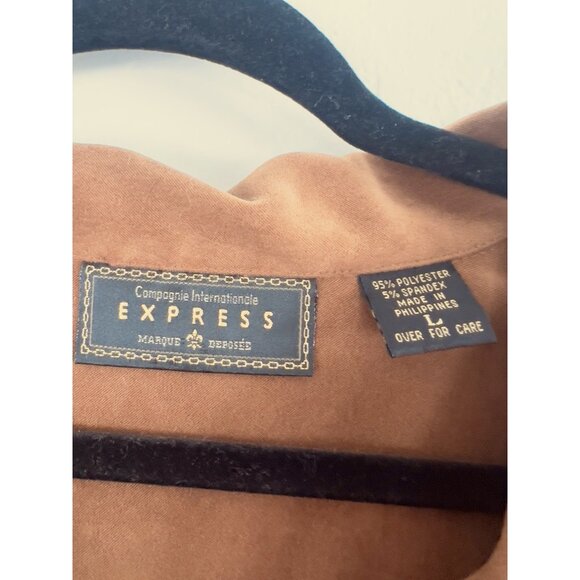 Compagnie Internationale
EXPRESS
MARQUE DEPOSÉE
95% POLYESTER
5% SPANDEX
MADE IN
PHILIPPINES
L
OVER FOR CARE